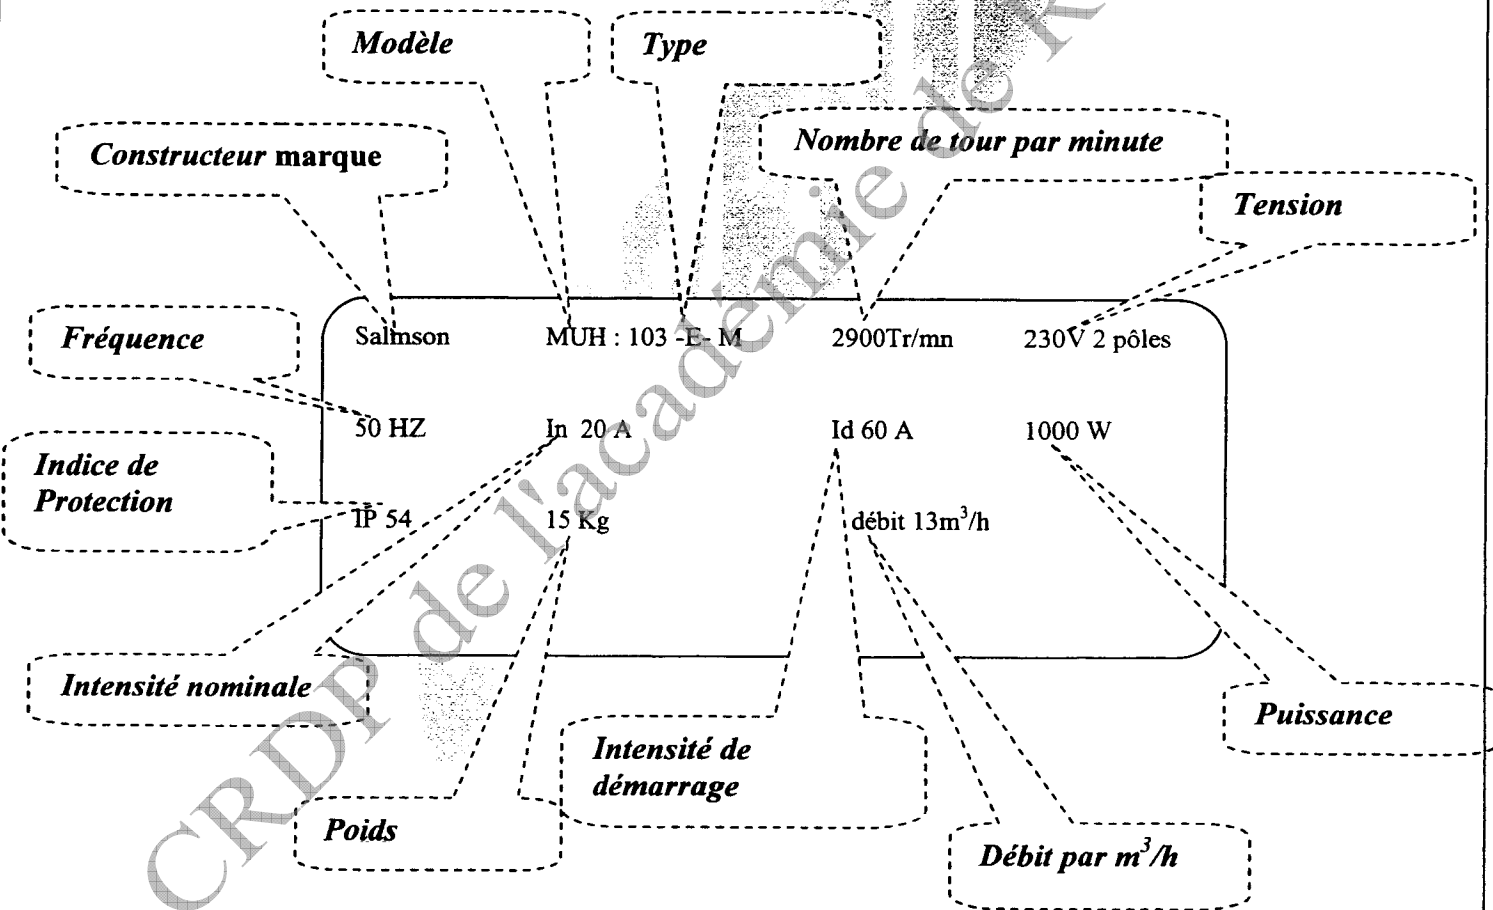 Modèle
Type
Constructeur marque
Nombre de tour par minute
Tension
Fréquence
Salmson MUH : 103 -E- M 2900Tr/mn 230V 2 pôles
50 HZ In 20 A Id 60 A 1000 W
Indice de
Protection
IP 54 15 Kg débit 13m³/h
Intensité nominale
Puissance
Intensité de
démarrage
Poids
Débit par m³/h
CRDP de l'académie de